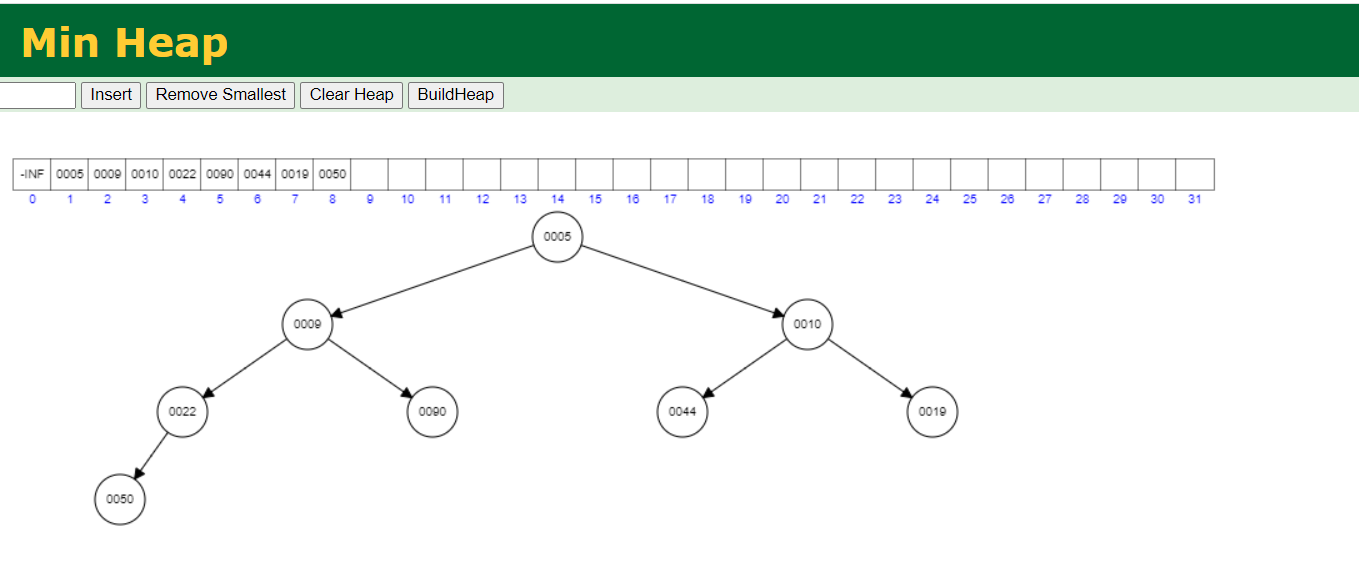 Min Heap
Insert Remove Smallest Clear Heap BuildHeap
-INF 0005 0009 0010 0022 0090 0044 0019 0050
0 1 2 3 4 5 6 7 8 9 10 11 12 13 14 15 16 17 18 19 20 21 22 23 24 25 26 27 28 29 30 31
0005
0009 0010
0022 0090 0044 0019
0050